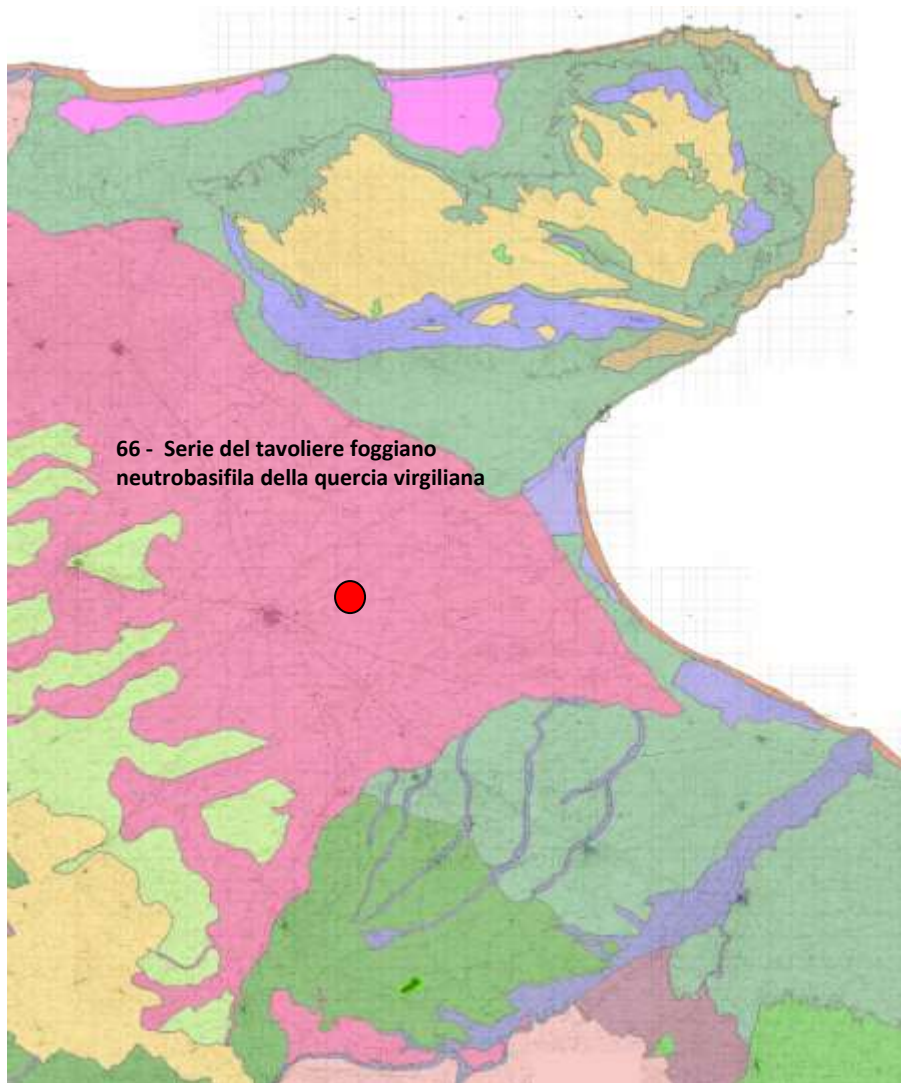 66 - Serie del tavoliere foggiano
neutrobasifila della quercia virgiliana